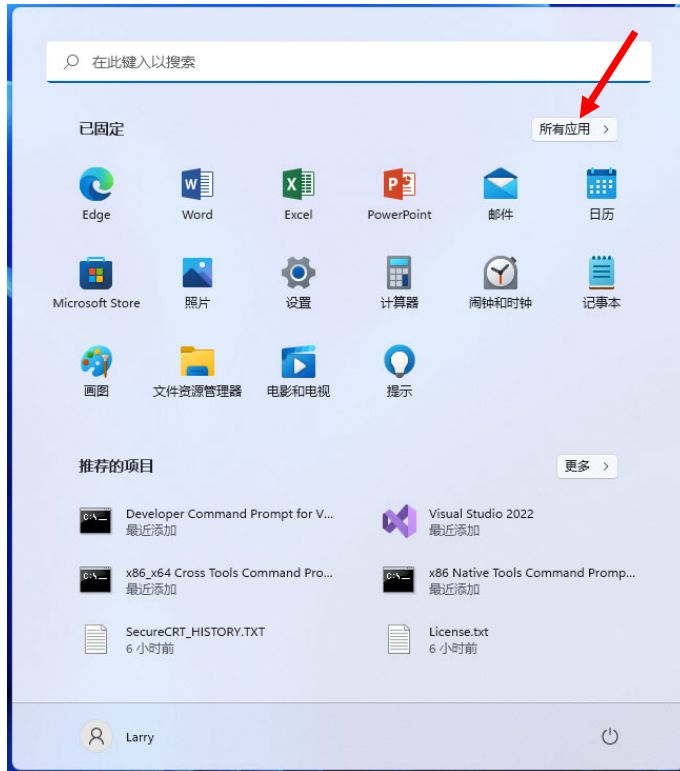 在此键入以搜索
已固定
所有应用 >
Edge Word Excel PowerPoint 邮件 日历
Microsoft Store 照片 设置 计算器 闹钟和时钟 记事本
画图 文件资源管理器 电影和电视 提示
推荐的项目
更多 >
Developer Command Prompt for V...
最近添加
Visual Studio 2022
最近添加
x86_x64 Cross Tools Command Pro...
最近添加
x86 Native Tools Command Promp...
最近添加
SecureCRT_HISTORY.TXT
6 小时前
License.txt
6 小时前
Larry